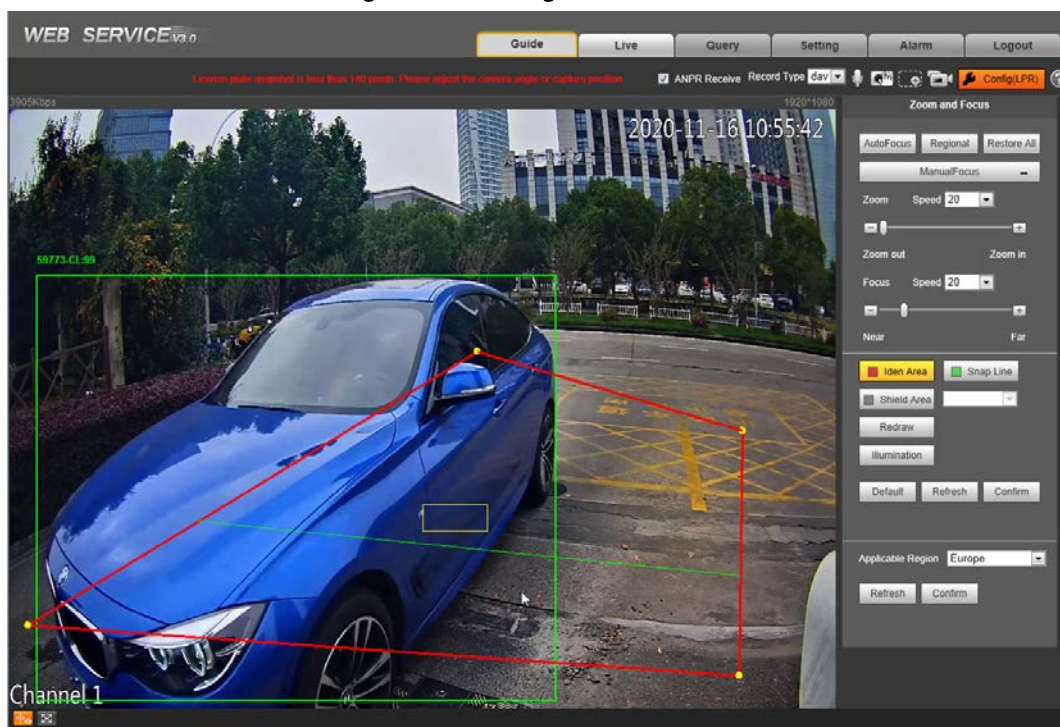 WEB SERVICE V3.0
Guide Live Query Setting Alarm Logout
License plate snapshot is less than 140 pixels. Please adjust the camera angle or capture position.
ANPR Receive Record Type dav Config(LPR)
3905Kbps 1920*1080
2020-11-16 10:55:42
59773-CL:99
Channel 1
Zoom and Focus
AutoFocus Regional Restore All
ManualFocus
Zoom Speed 20
Zoom out Zoom in
Focus Speed 20
Near Far
Iden Area Snap Line
Shield Area
Redraw
Illumination
Default Refresh Confirm
Applicable Region Europe
Refresh Confirm